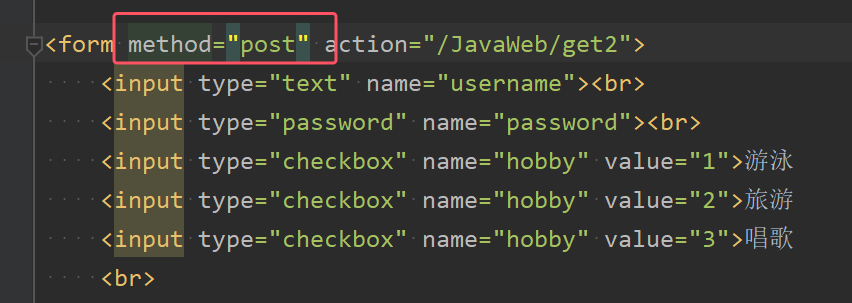 <form method="post" action="/JavaWeb/get2">
<input type="text" name="username"><br>
<input type="password" name="password"><br>
<input type="checkbox" name="hobby" value="1">游泳
<input type="checkbox" name="hobby" value="2">旅游
<input type="checkbox" name="hobby" value="3">唱歌
<br>